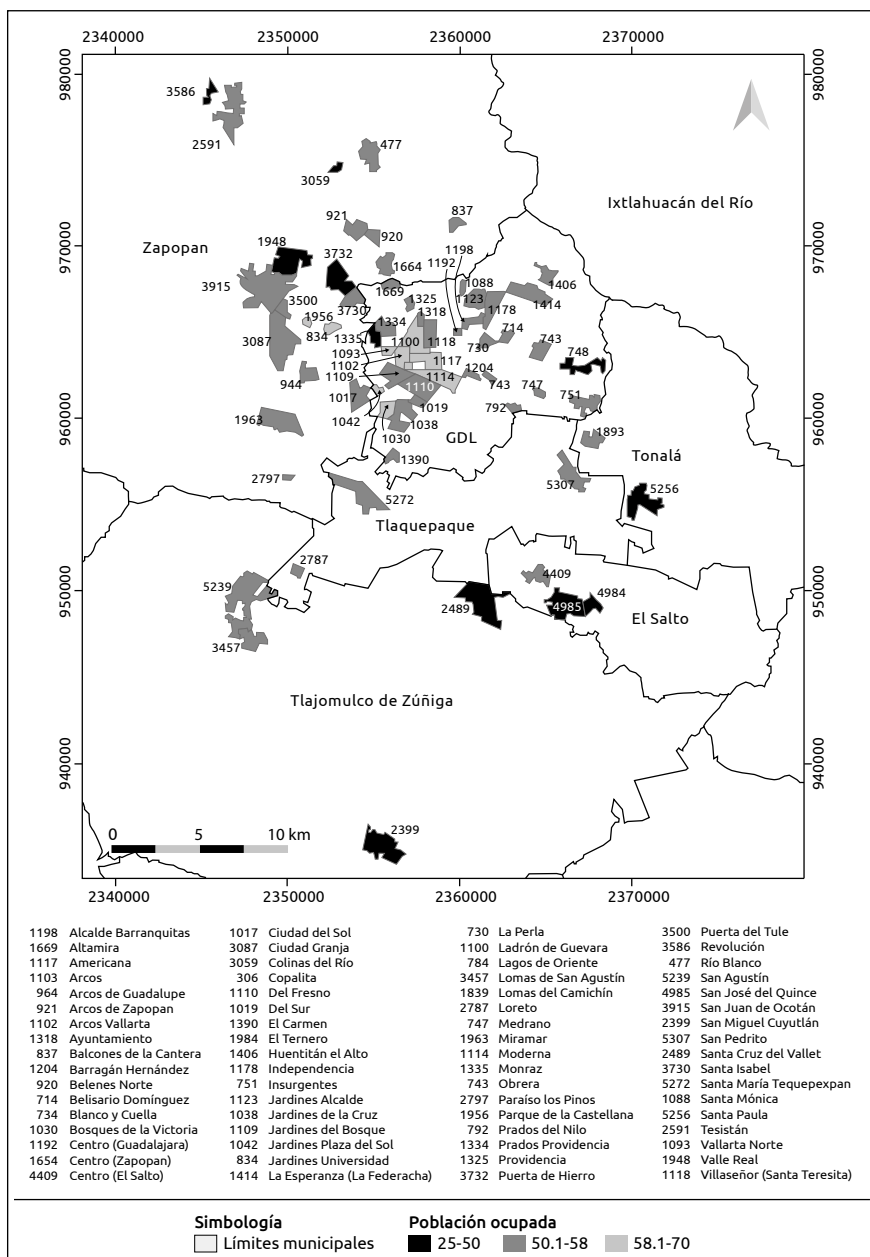 2340000 2350000 2360000 2370000
980000
980000
3586
2591
477
3059
Ixtlahuacán del Río
921
920
837
1198
1192
Zapopan
970000
970000
1948
3732
1664
1088
1406
3915
1669
1325
1123
1414
3500
3730
1334
1318
1178
1956
714
834
1335
1100
1118
730
743
3087
1093
748
1102
1117
1109
1114
1204
944
1110
743
747
751
1017
1019
792
1963
1042
1038
960000
960000
1030
GDL
1893
1390
Tonalá
2797
5307
5256
5272
Tlaquepaque
2787
4409
5239
4984
950000
950000
2489
4985
El Salto
3457
Tlajomulco de Zúñiga
940000
940000
0 5 10 km
2399
2340000 2350000 2360000 2370000
1198 Alcalde Barranquitas
1669 Altamira
1117 Americana
1103 Arcos
964 Arcos de Guadalupe
921 Arcos de Zapopan
1102 Arcos Vallarta
1318 Ayuntamiento
837 Balcones de la Cantera
1204 Barragán Hernández
920 Belenes Norte
714 Belisario Domínguez
734 Blanco y Cuella
1030 Bosques de la Victoria
1192 Centro (Guadalajara)
1654 Centro (Zapopan)
4409 Centro (El Salto)
1017 Ciudad del Sol
3087 Ciudad Granja
3059 Colinas del Río
306 Copalita
1110 Del Fresno
1019 Del Sur
1390 El Carmen
1984 El Ternero
1406 Huentitán el Alto
1178 Independencia
751 Insurgentes
1123 Jardines Alcalde
1038 Jardines de la Cruz
1109 Jardines del Bosque
1042 Jardines Plaza del Sol
834 Jardines Universidad
1414 La Esperanza (La Federacha)
730 La Perla
1100 Ladrón de Guevara
784 Lagos de Oriente
3457 Lomas de San Agustín
1839 Lomas del Camichín
2787 Loreto
747 Medrano
1963 Miramar
1114 Moderna
1335 Monraz
743 Obrera
2797 Paraíso los Pinos
1956 Parque de la Castellana
792 Prados del Nilo
1334 Prados Providencia
1325 Providencia
3732 Puerta de Hierro
3500 Puerta del Tule
3586 Revolución
477 Río Blanco
5239 San Agustín
4985 San José del Quince
3915 San Juan de Ocotán
2399 San Miguel Cuyutlán
5307 San Pedrito
2489 Santa Cruz del Vallet
3730 Santa Isabel
5272 Santa María Tequepexpan
1088 Santa Mónica
5256 Santa Paula
2591 Tesistán
1093 Vallarta Norte
1948 Valle Real
1118 Villaseñor (Santa Teresita)
Simbología
Límites municipales
Población ocupada
25-50 50.1-58 58.1-70